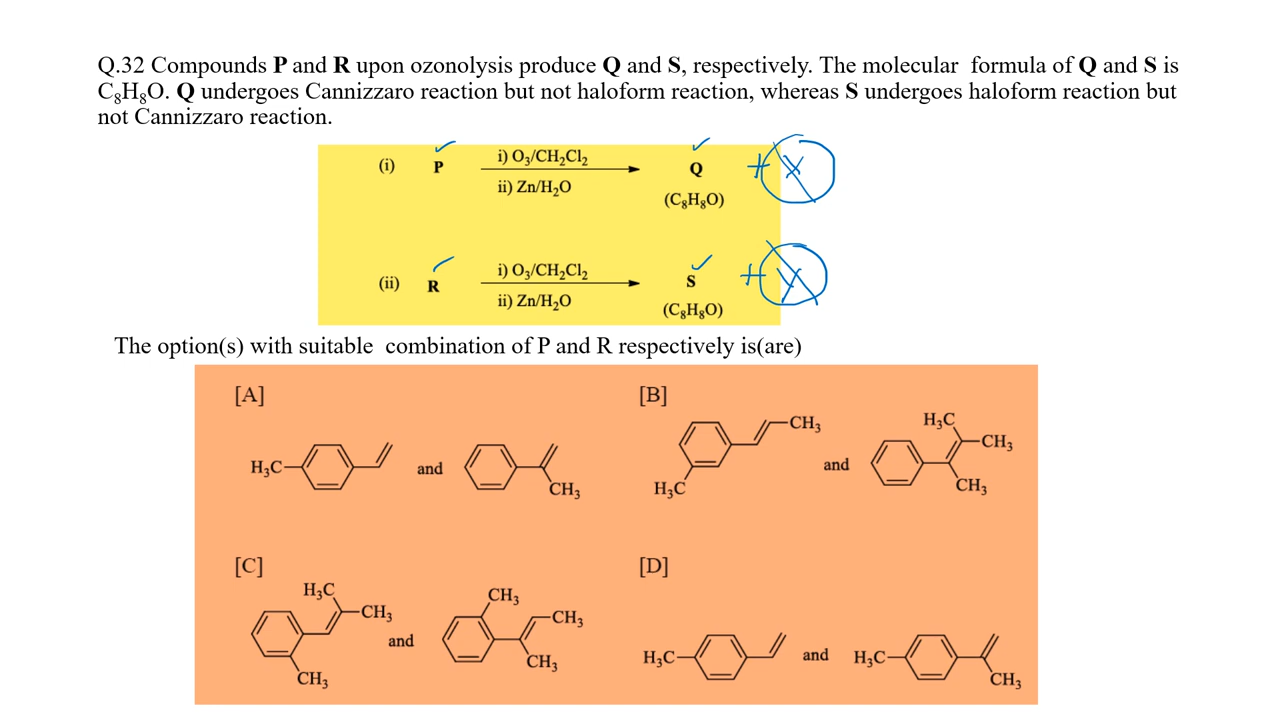 Q.32 Compounds P and R upon ozonolysis produce Q and S, respectively. The molecular formula of Q and S is
C₈H₈O. Q undergoes Cannizzaro reaction but not haloform reaction, whereas S undergoes haloform reaction but
not Cannizzaro reaction.
(i) P i) O₃/CH₂Cl₂ Q + X
ii) Zn/H₂O
(C₈H₈O)
(ii) R i) O₃/CH₂Cl₂ S + Y
ii) Zn/H₂O
(C₈H₈O)
The option(s) with suitable combination of P and R respectively is(are)
[A]
H₃C and CH₃
[B]
CH₃ H₃C and H₃C CH₃ CH₃
[C]
H₃C CH₃ CH₃ and CH₃ CH₃ CH₃
[D]
H₃C and H₃C CH₃